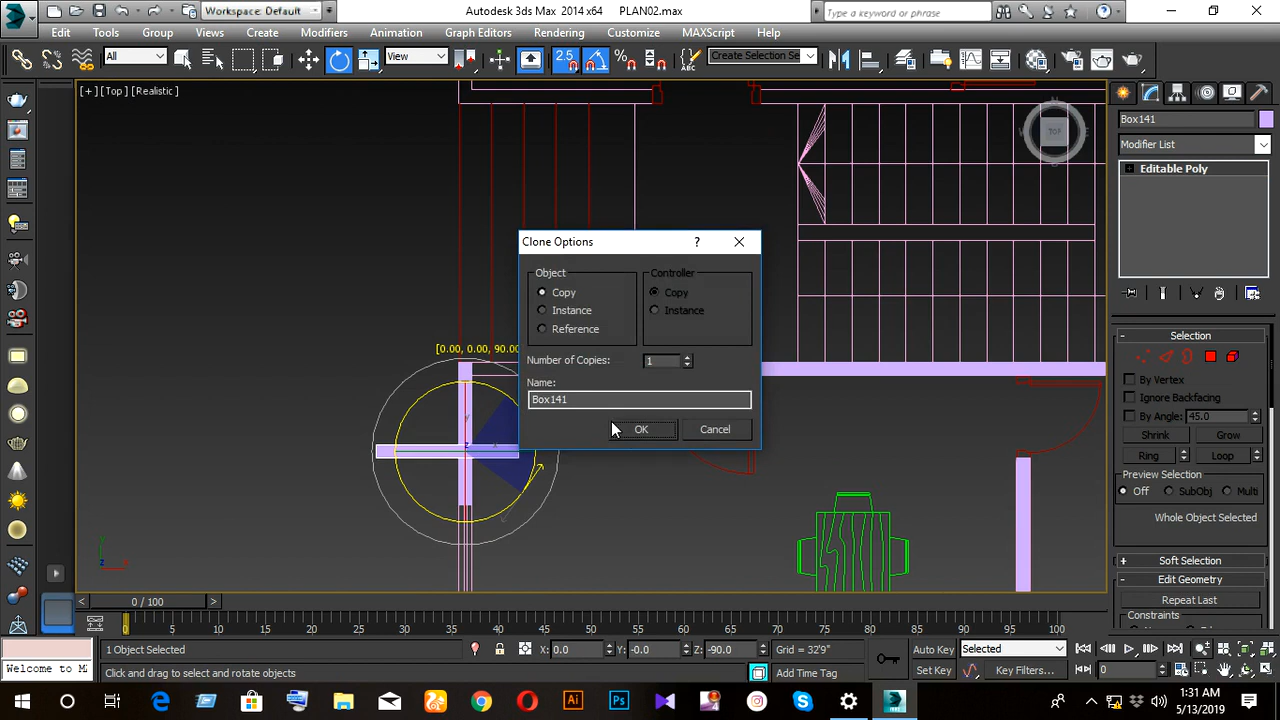 Workspace: Default
Autodesk 3ds Max 2014 x64 PLAN02.max
Type a keyword or phrase
Edit Tools Group Views Create Modifiers Animation Graph Editors Rendering Customize MAXScript Help
All
View
2.5
Create Selection Se
[+] [Top] [Realistic]
TOP
Box141
Modifier List
Editable Poly
Clone Options
?
Object
Controller
Copy
Copy
Instance
Instance
Reference
Number of Copies:
1
Name:
Box141
OK
Cancel
[0.00, 0.00, 90.00
y
x
z
Selection
By Vertex
Ignore Backfacing
By Angle: 45.0
Shrink
Grow
Ring
Loop
Preview Selection
Off SubObj Multi
Whole Object Selected
Soft Selection
Edit Geometry
Repeat Last
Constraints
0 / 100
0 5 10 15 20 25 30 35 40 45 50 55 60 65 70 75 80 85 90 95 100
1 Object Selected
X: 0.0 Y: -0.0 Z: -90.0 Grid = 32'9"
Auto Key
Selected
Welcome to M
Click and drag to select and rotate objects
Add Time Tag
Set Key
Key Filters...
0
1:31 AM
5/13/2019